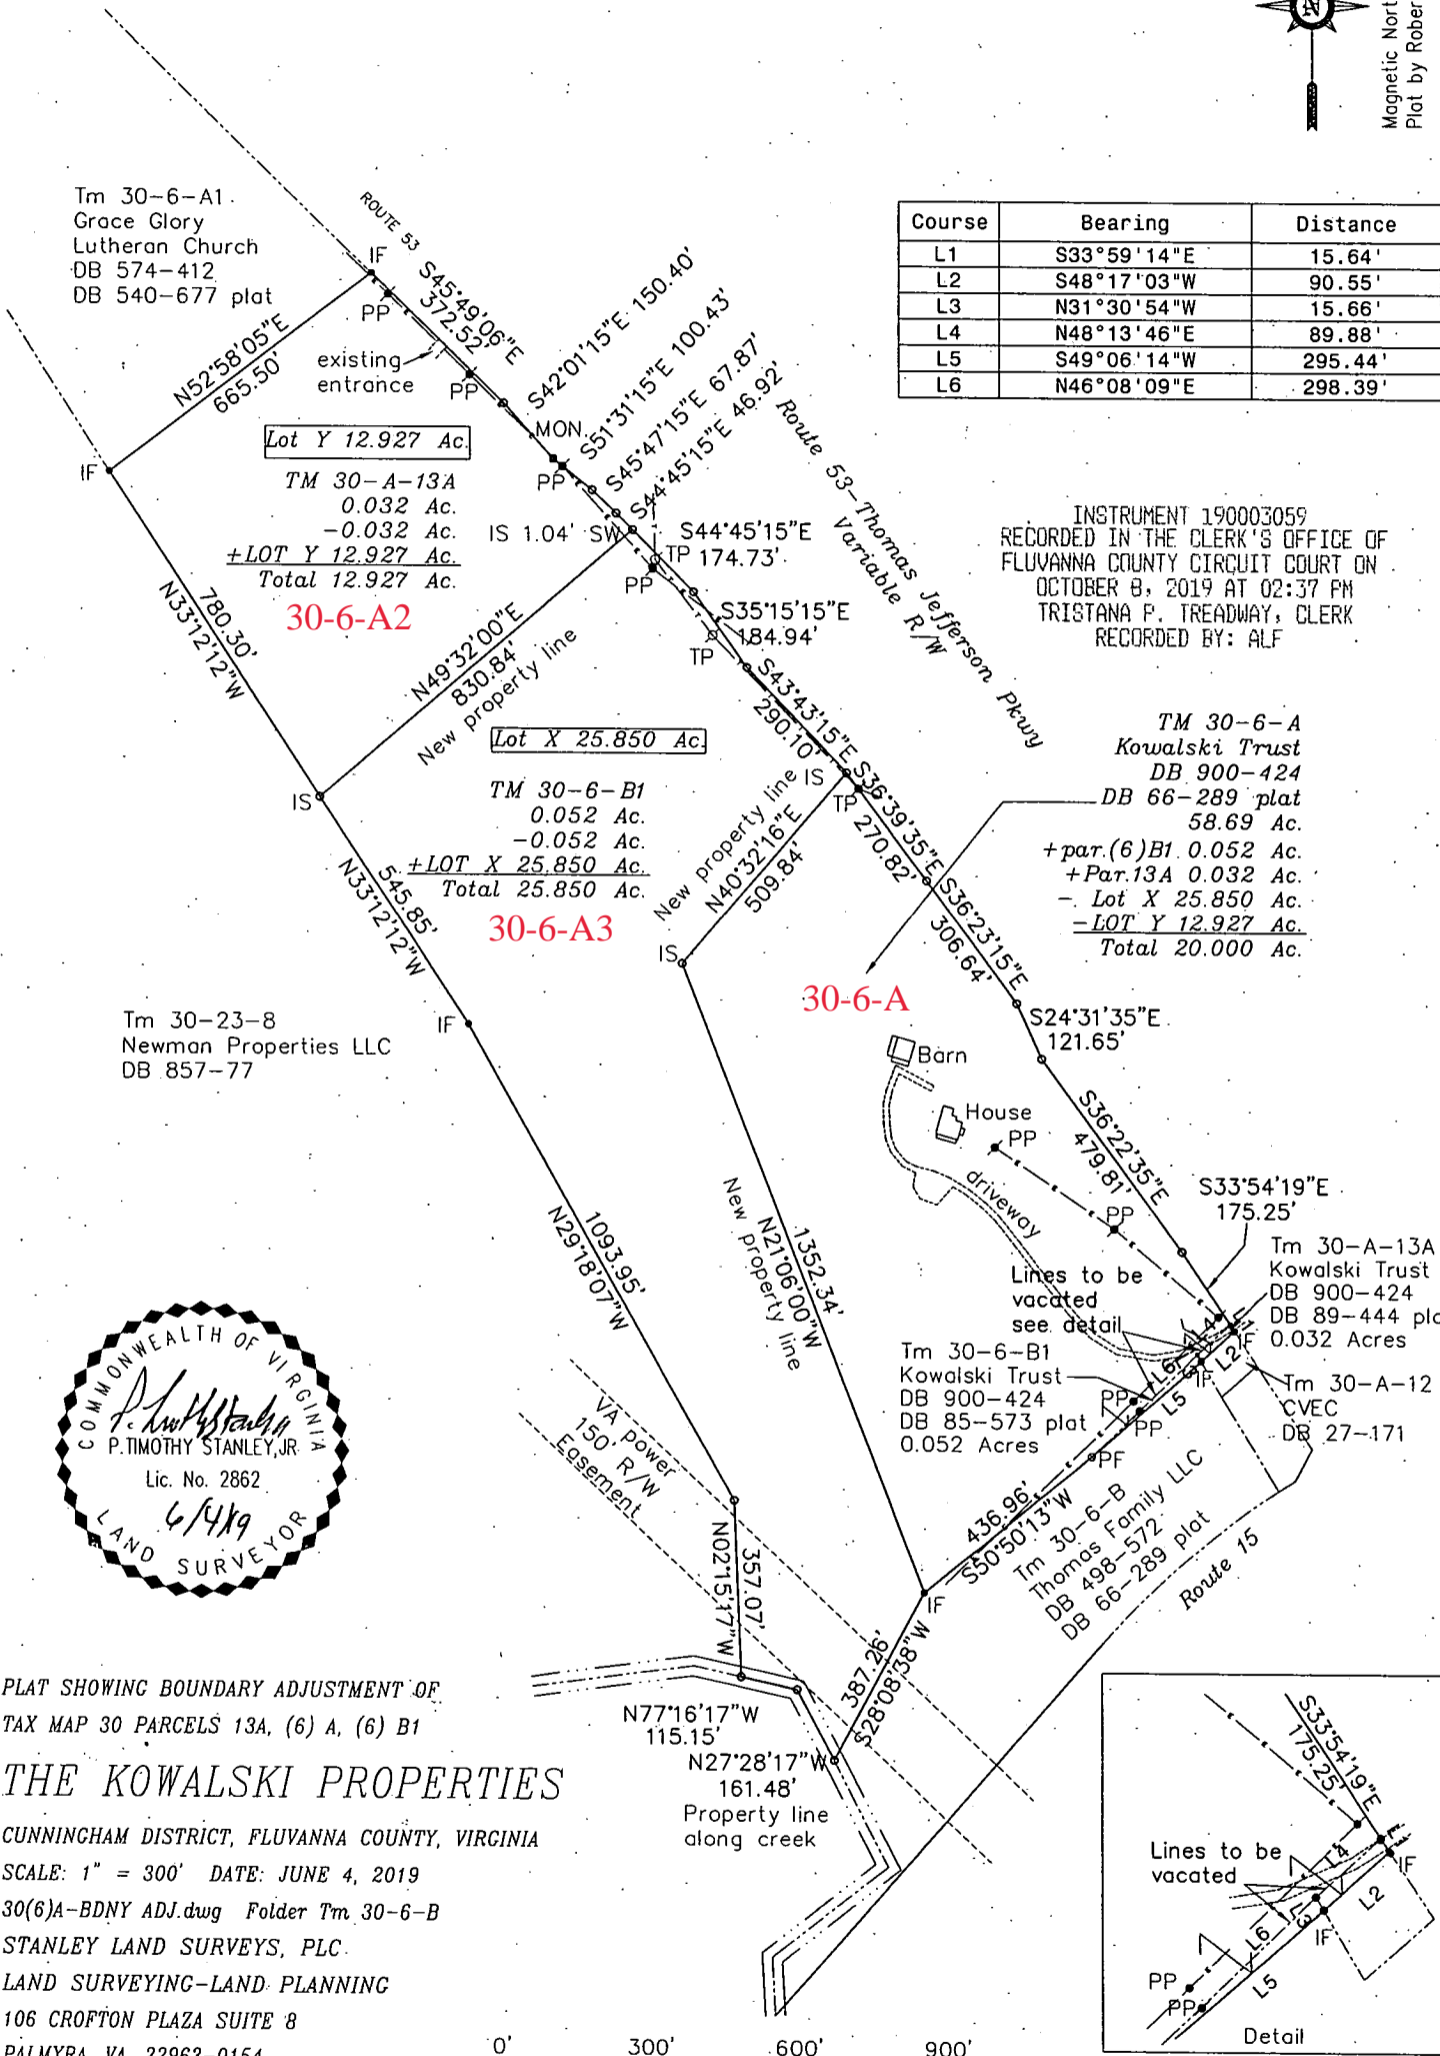 Magnetic Nort
Plat by Rober
Tm 30-6-A1
Grace Glory
Lutheran Church
DB 574-412
DB 540-677 plat
ROUTE 53
IF
S45°49'06"E
372.52'
PP
existing
entrance
PP
N52°58'05"E
665.50'
IF
S42°01'15"E 150.40'
MON.
S51°31'15"E 100.43'
PP
S45°47'15"E 67.87'
S44°45'15"E 46.92'
IS 1.04' SW
S44°45'15"E
174.73'
TP
PP
S35°15'15"E
184.94'
TP
Route 53-Thomas Jefferson Pkwy
Variable R/W
Course Bearing Distance
L1 S33°59'14"E 15.64'
L2 S48°17'03"W 90.55'
L3 N31°30'54"W 15.66'
L4 N48°13'46"E 89.88'
L5 S49°06'14"W 295.44'
L6 N46°08'09"E 298.39'
Lot Y 12.927 Ac.
TM 30-A-13A
0.032 Ac.
-0.032 Ac.
+LOT Y 12.927 Ac.
Total 12.927 Ac.
30-6-A2
780.30'
N33°12'12"W
N49°32'00"E
830.84'
New property line
INSTRUMENT 190003059
RECORDED IN THE CLERK'S OFFICE OF
FLUVANNA COUNTY CIRCUIT COURT ON
OCTOBER 8, 2019 AT 02:37 PM
TRISTANA P. TREADWAY, CLERK
RECORDED BY: ALF
S43°43'15"E
290.10'
Lot X 25.850 Ac.
TM 30-6-B1
0.052 Ac.
-0.052 Ac.
+LOT X 25.850 Ac.
Total 25.850 Ac.
30-6-A3
IS
IS
TP
New property line
N40°32'16"E
509.84'
S36°39'35"E
270.82'
TM 30-6-A
Kowalski Trust
DB 900-424
DB 66-289 plat
58.69 Ac.
+par.(6)B1 0.052 Ac.
+Par.13A 0.032 Ac.
- Lot X 25.850 Ac.
-LOT Y 12.927 Ac.
Total 20.000 Ac.
545.85'
N33°12'12"W
IS
30-6-A
S36°23'15"E
306.64'
Tm 30-23-8
Newman Properties LLC
DB 857-77
IF
S24°31'35"E
121.65'
Barn
House
PP
driveway
PP
S36°22'35"E
479.81'
S33°54'19"E
175.25'
1093.95'
N29°18'07"W
1352.34'
N21°06'00"W
New property line
Lines to be
vacated
see detail
Tm 30-A-13A
Kowalski Trust
DB 900-424
DB 89-444 pla
0.032 Acres
Tm 30-6-B1
Kowalski Trust
DB 900-424
DB 85-573 plat
0.052 Acres
L4
L1
IF
L2
L3
IF
L6
L5
PP
PP
PF
Tm 30-A-12
CVEC
DB 27-171
COMMONWEALTH OF VIRGINIA
P. TIMOTHY STANLEY, JR.
Lic. No. 2862
6/4/19
LAND SURVEYOR
VA power
150' R/W
Easement
436.96'
S50°50'13"W
Tm 30-6-B
Thomas Family LLC
DB 498-572
DB 66-289 plat
Route 15
IF
357.07'
N02°15'17"W
387.26'
S28°08'38"W
N77°16'17"W
115.15'
N27°28'17"W
161.48'
Property line
along creek
PLAT SHOWING BOUNDARY ADJUSTMENT OF
TAX MAP 30 PARCELS 13A, (6) A, (6) B1
THE KOWALSKI PROPERTIES
CUNNINGHAM DISTRICT, FLUVANNA COUNTY, VIRGINIA
SCALE: 1" = 300' DATE: JUNE 4, 2019
30(6)A-BDNY ADJ.dwg Folder Tm 30-6-B
STANLEY LAND SURVEYS, PLC
LAND SURVEYING-LAND PLANNING
106 CROFTON PLAZA SUITE 8
PALMYRA, VA 22963-0154
0' 300' 600' 900'
S33°54'19"E
175.25'
Lines to be
vacated
L4
L1
IF
L2
L3
IF
L6
L5
PP
PP
Detail